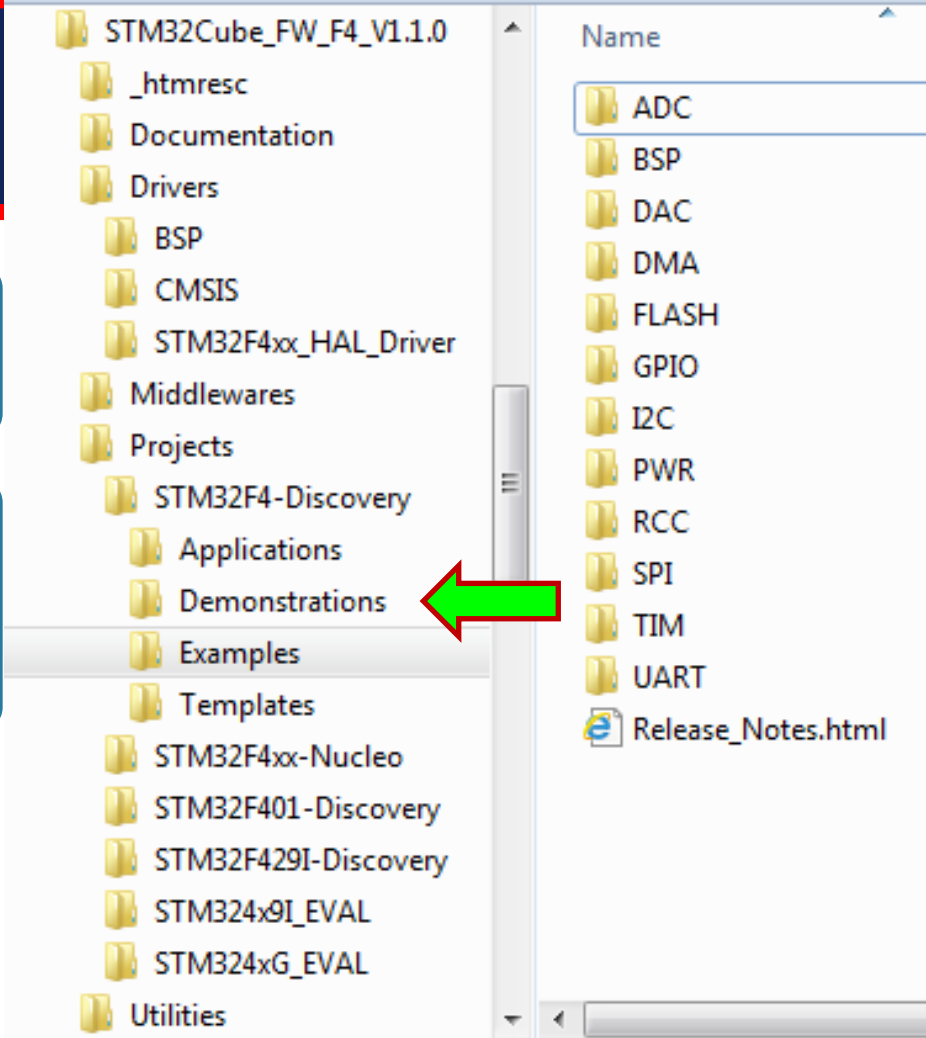 STM32Cube_FW_F4_V1.1.0
_htmresc
Documentation
Drivers
BSP
CMSIS
STM32F4xx_HAL_Driver
Middlewares
Projects
STM32F4-Discovery
Applications
Demonstrations
Examples
Templates
STM32F4xx-Nucleo
STM32F401-Discovery
STM32F429I-Discovery
STM324x9I_EVAL
STM324xG_EVAL
Utilities
Name
ADC
BSP
DAC
DMA
FLASH
GPIO
I2C
PWR
RCC
SPI
TIM
UART
Release_Notes.html